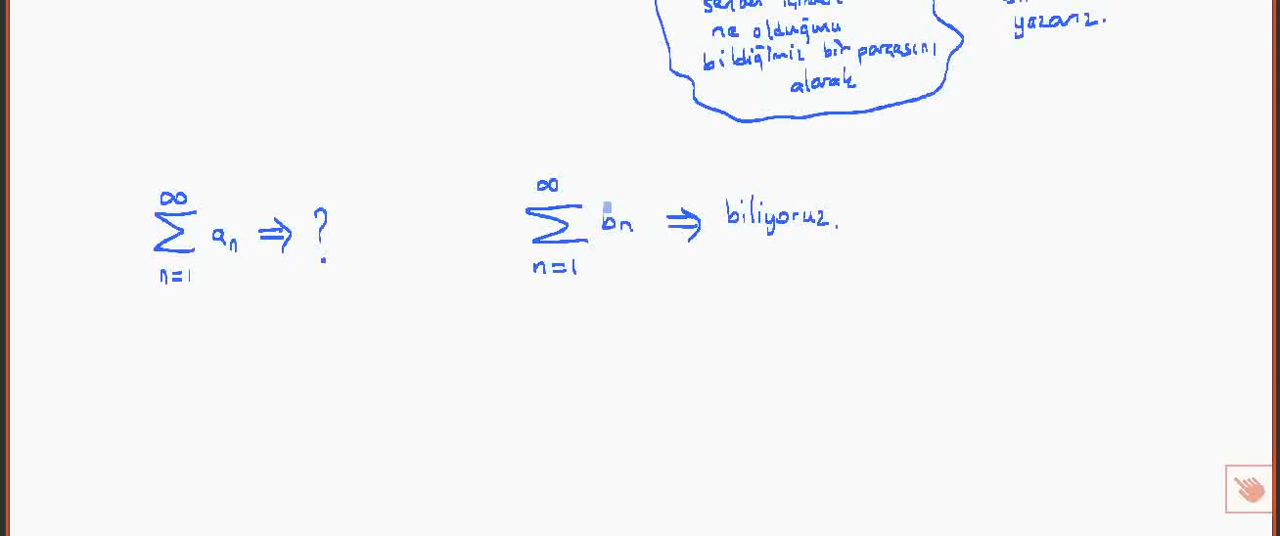 ne olduğunu
bildiğimiz bir parçasını
alarak
yazarız.
∞
∑ aₙ ⇒ ?
n=1
∞
∑ bₙ ⇒ biliyoruz.
n=1